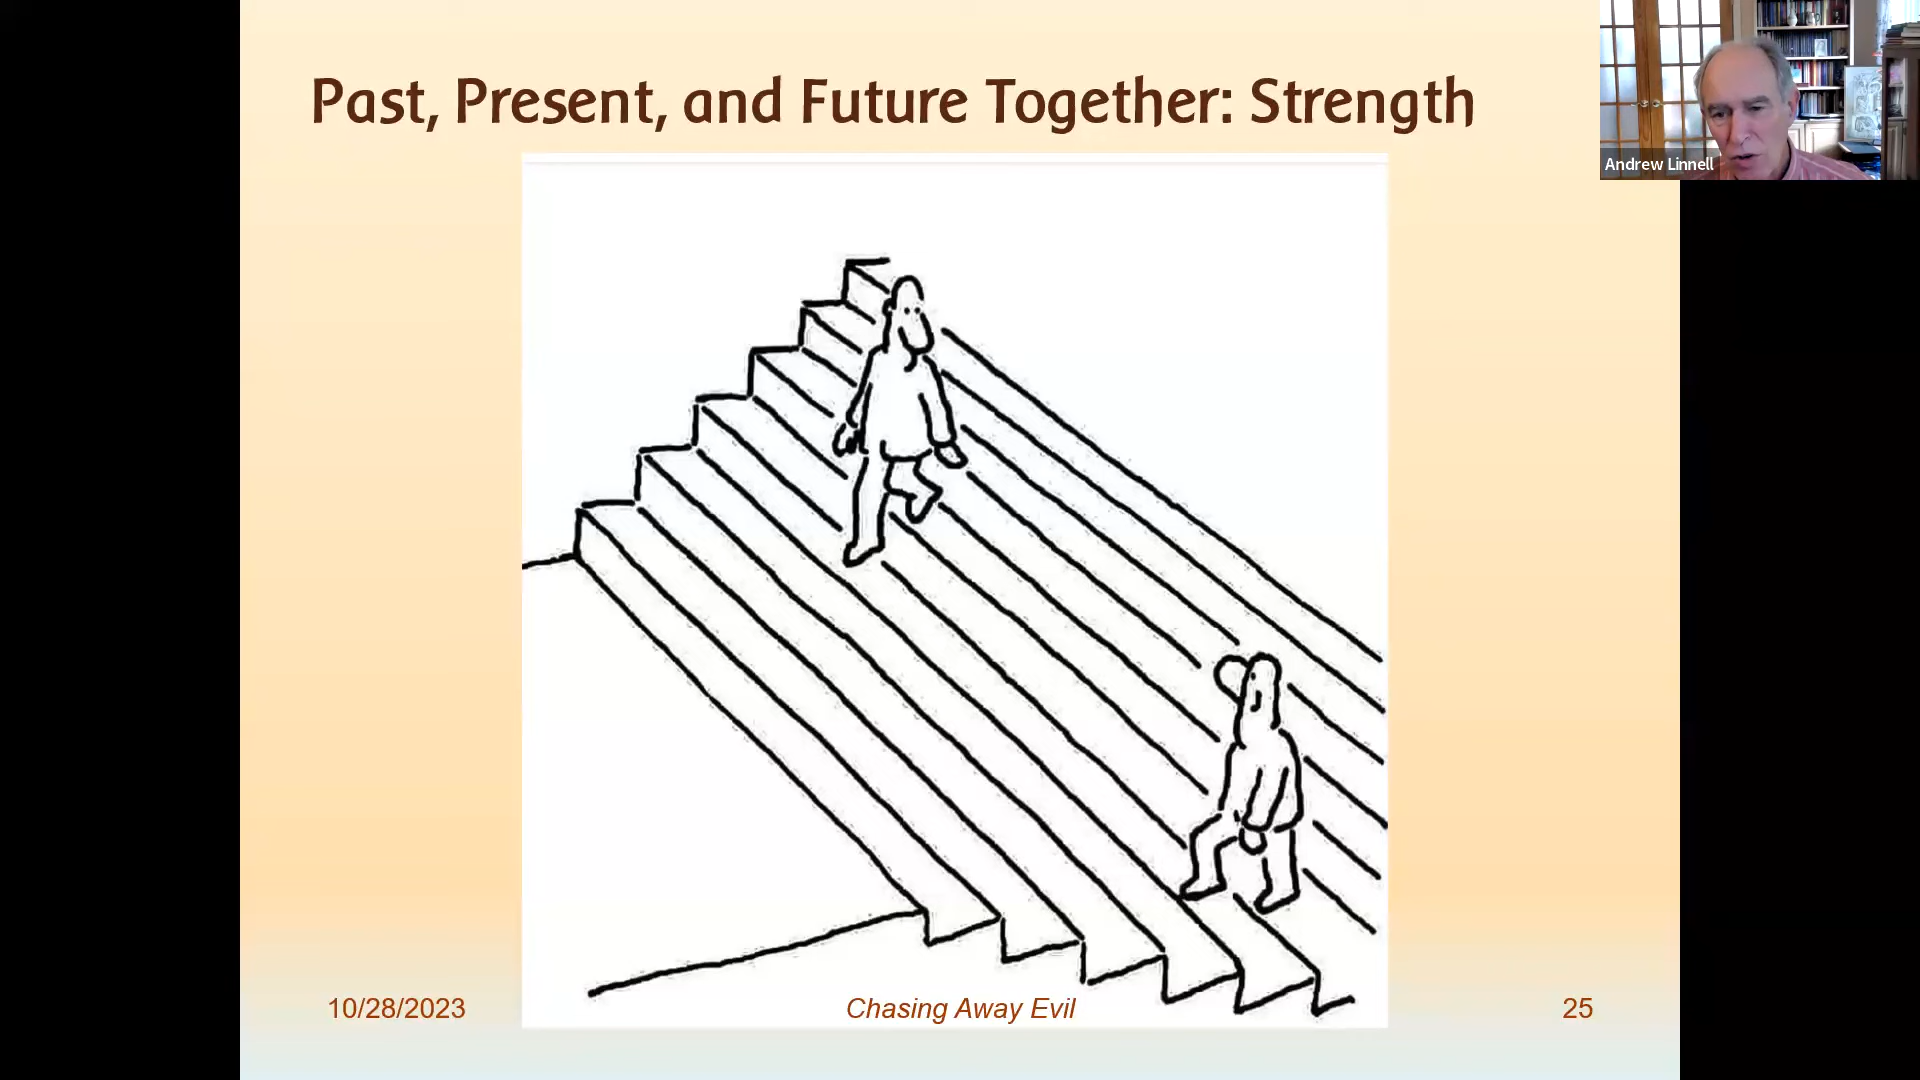 Past, Present, and Future Together: Strength
Andrew Linnell
10/28/2023
Chasing Away Evil
25